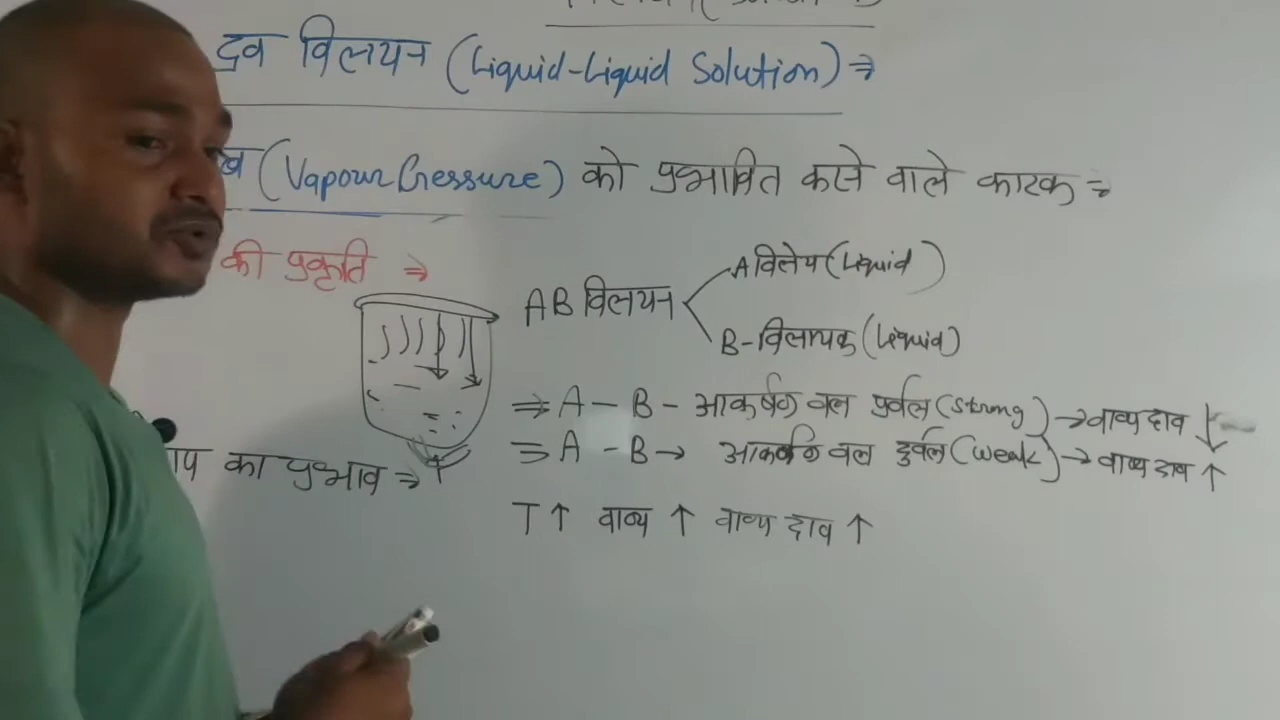 द्रव विलयन (Liquid-Liquid Solution) ⇒
(Vapour Pressure) को प्रभावित करने वाले कारक ⇒
की प्रकृति ⇒
AB विलयन
A विलेय (Liquid)
B-विलायक (Liquid)
⇒ A - B - आकर्षण बल प्रबल (Strong) → वाष्प दाब ↓
⇒ A - B → आकर्षण बल दुर्बल (Weak) → वाष्प दाब ↑
ताप का प्रभाव ⇒
T ↑ वाष्प ↑ वाष्प दाब ↑